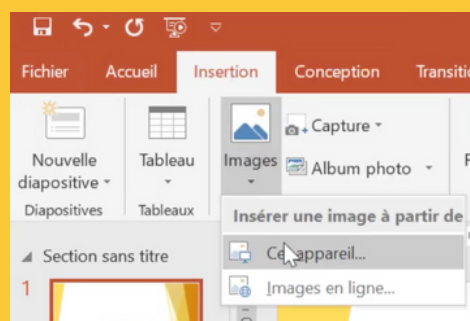 Fichier Accueil Insertion Conception
Nouvelle diapositive
Tableau
Images
Capture
Album photo
Diapositives
Tableaux
Insérer une image à partir de
Cet appareil...
Images en ligne...
Section sans titre
1